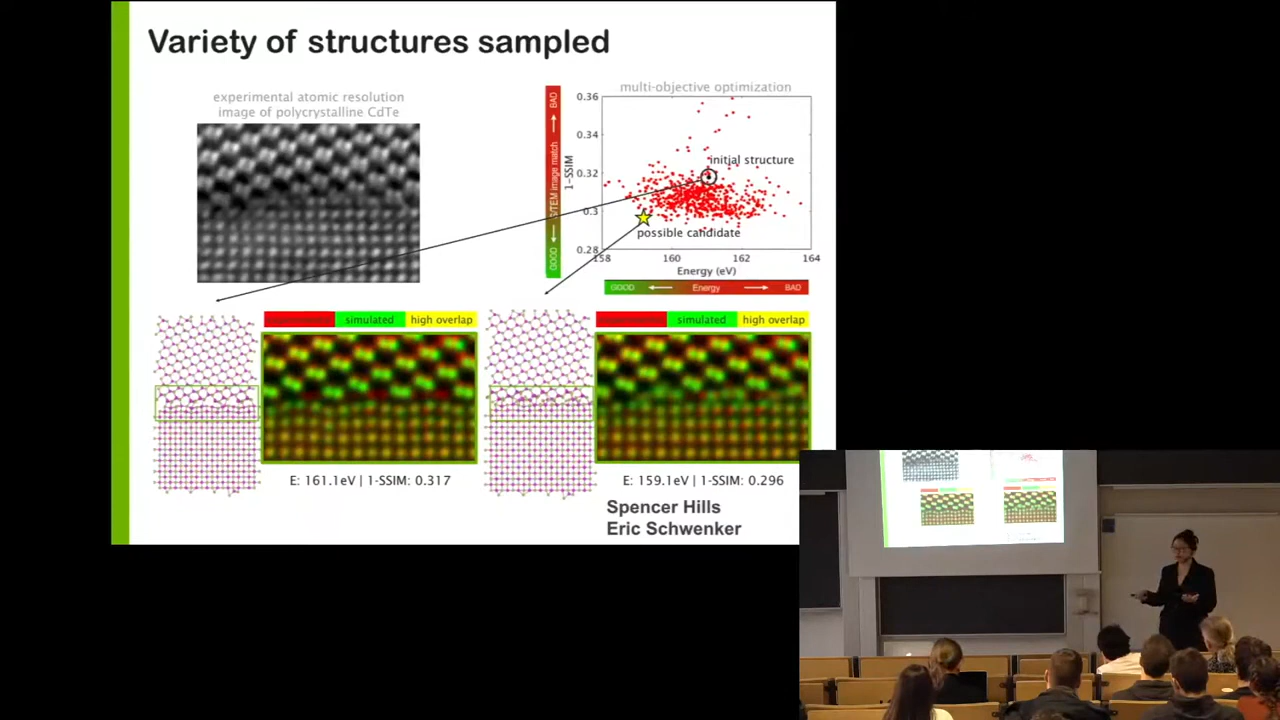 Variety of structures sampled
experimental atomic resolution
image of polycrystalline CdTe
multi-objective optimization
BAD
S/TEM image match
GOOD
1-SSIM
0.36
0.34
0.32
0.3
0.28
initial structure
possible candidate
158
160
162
164
Energy (eV)
GOOD
Energy
BAD
simulated
high overlap
simulated
high overlap
E: 161.1eV | 1-SSIM: 0.317
E: 159.1eV | 1-SSIM: 0.296
Spencer Hills
Eric Schwenker